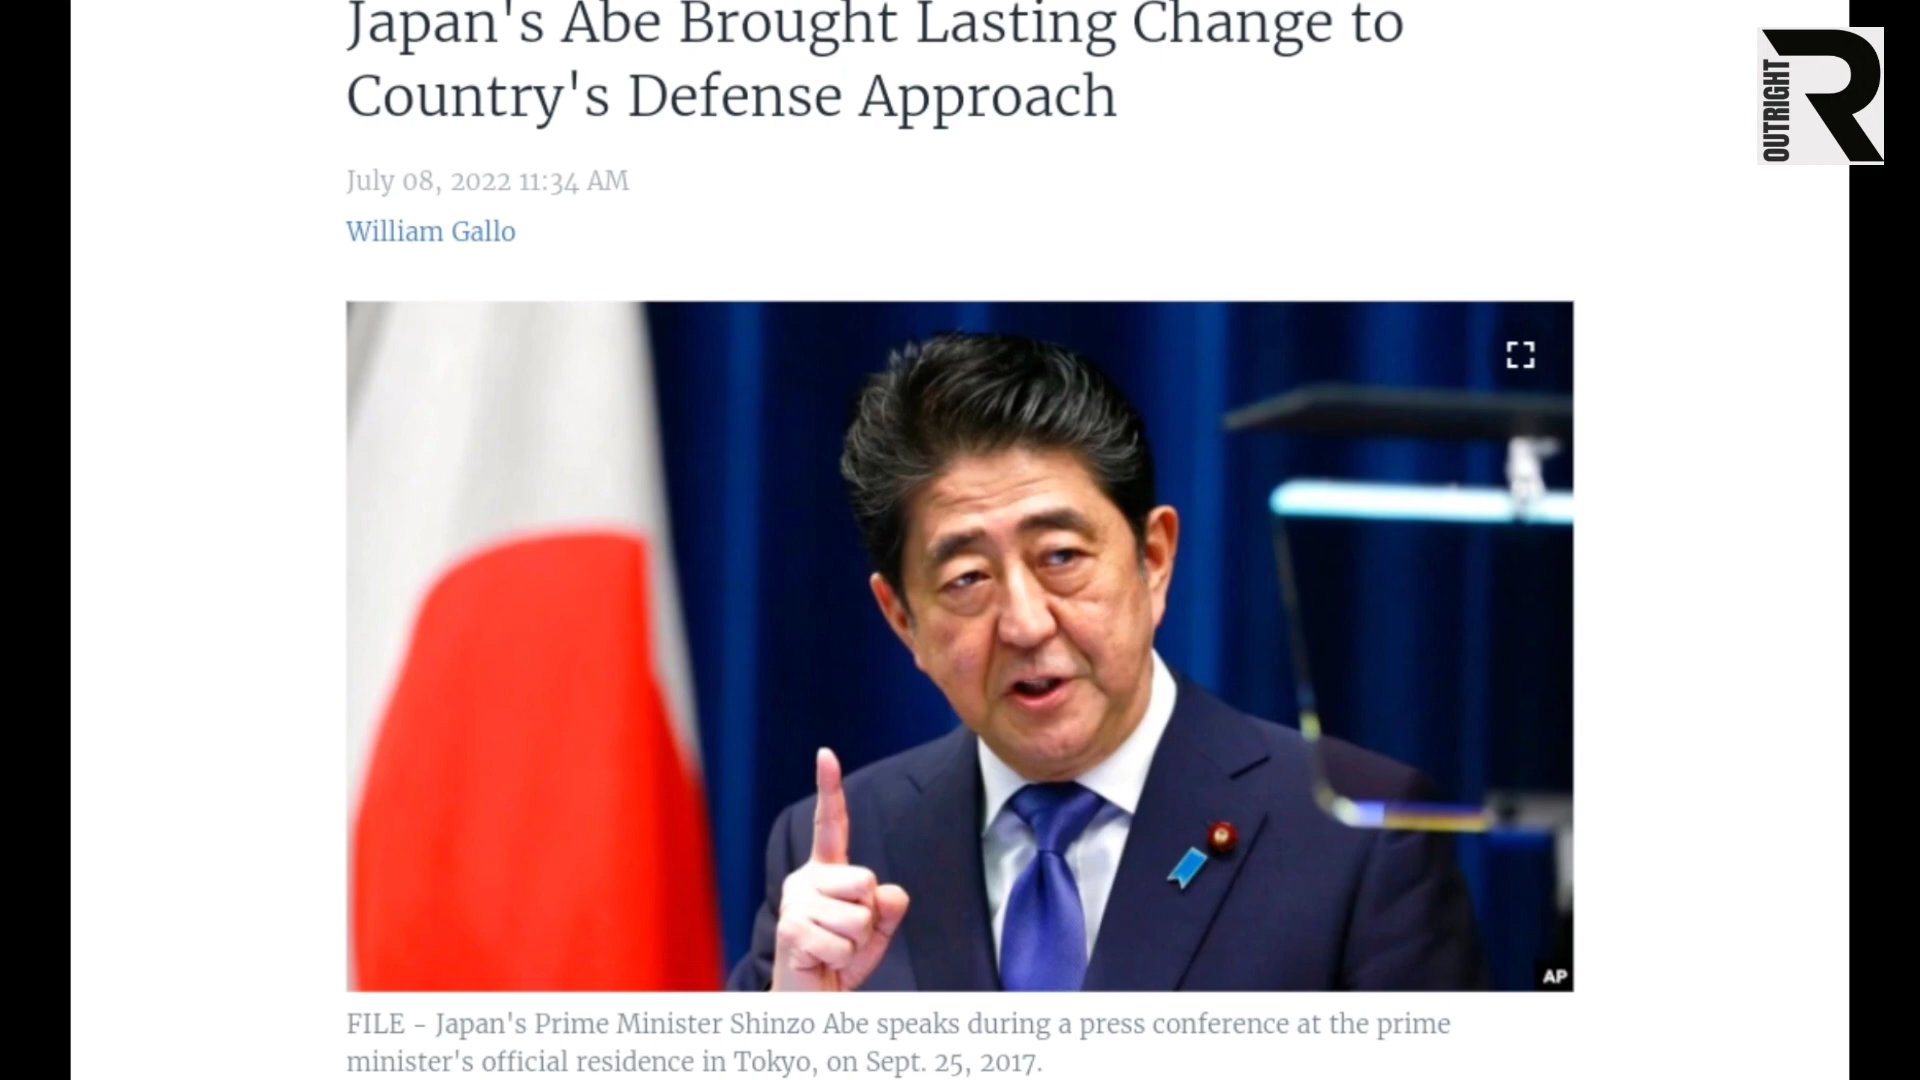 Japan's Abe Brought Lasting Change to
Country's Defense Approach
July 08, 2022 11:34 AM
William Gallo
OUTRIGHT
R
AP
FILE - Japan's Prime Minister Shinzo Abe speaks during a press conference at the prime
minister's official residence in Tokyo, on Sept. 25, 2017.